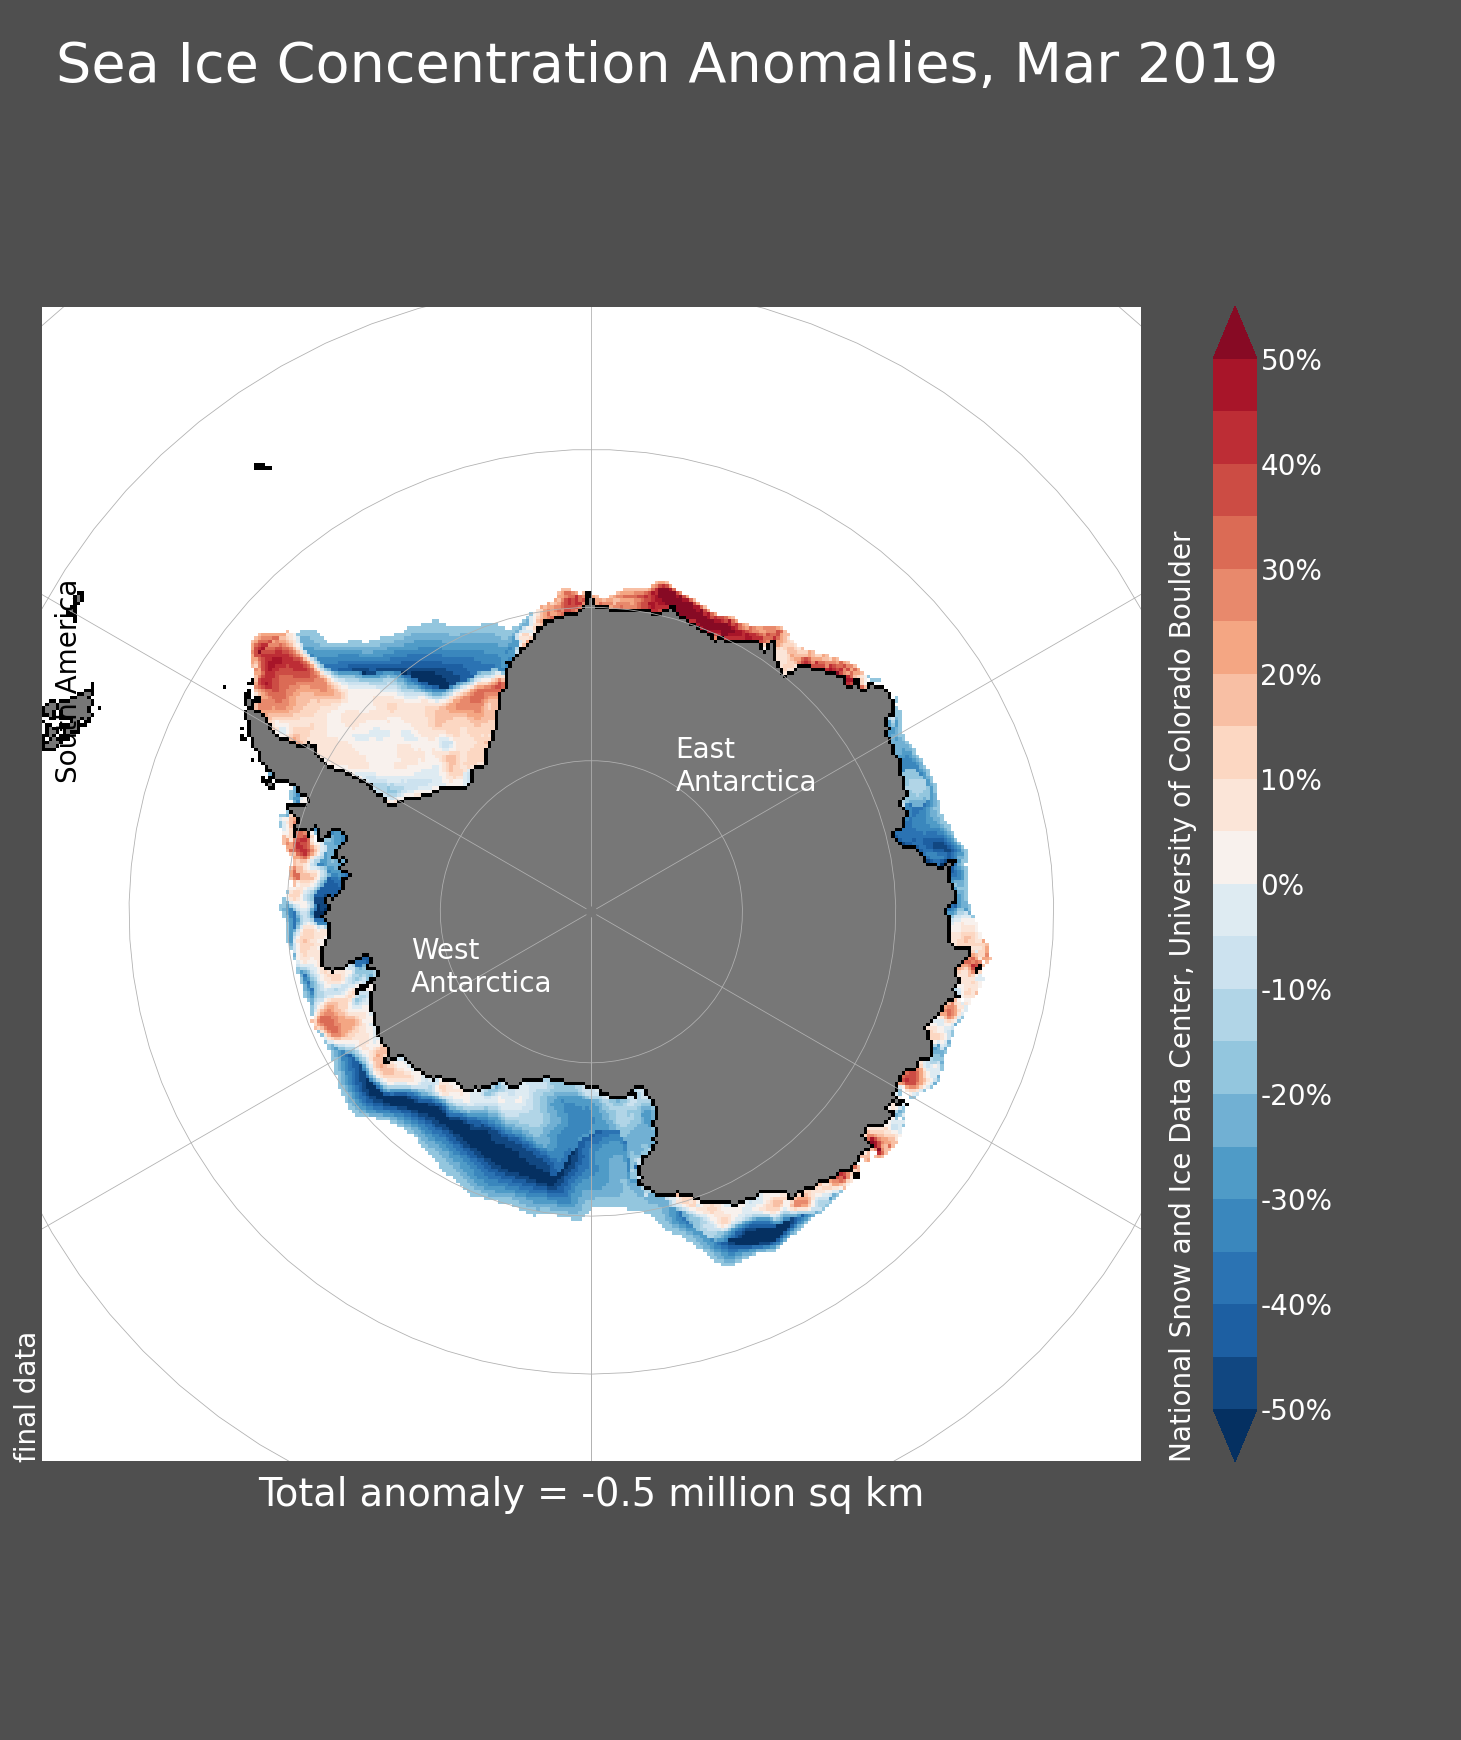 Sea Ice Concentration Anomalies, Mar 2019
South America
East
Antarctica
West
Antarctica
final data
National Snow and Ice Data Center, University of Colorado Boulder
50%
40%
30%
20%
10%
0%
-10%
-20%
-30%
-40%
-50%
Total anomaly = -0.5 million sq km